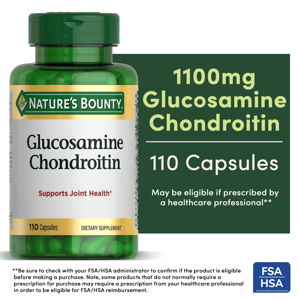 NATURE'S BOUNTY®
Glucosamine
Chondroitin
Supports Joint Health*
110 Capsules
DIETARY SUPPLEMENT
1100mg
Glucosamine
Chondroitin
110 Capsules
May be eligible if prescribed by
a healthcare professional**
**Be sure to check with your FSA/HSA administrator to confirm if the product is eligible
before making a purchase. Note, some products that do not normally require a
prescription for purchase may require a prescription from your healthcare professional
in order to be eligible for FSA/HSA reimbursement.
FSA
HSA